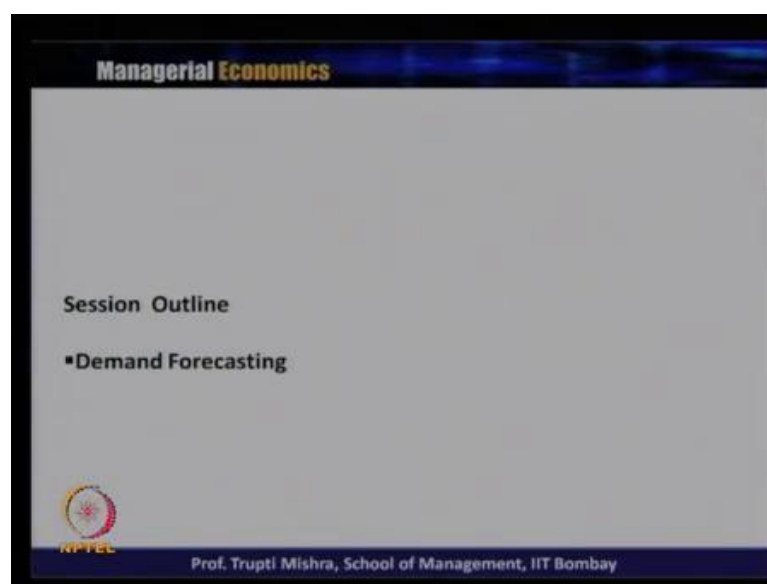 Managerial Economics
Session Outline
▪Demand Forecasting
NPTEL
Prof. Trupti Mishra, School of Management, IIT Bombay